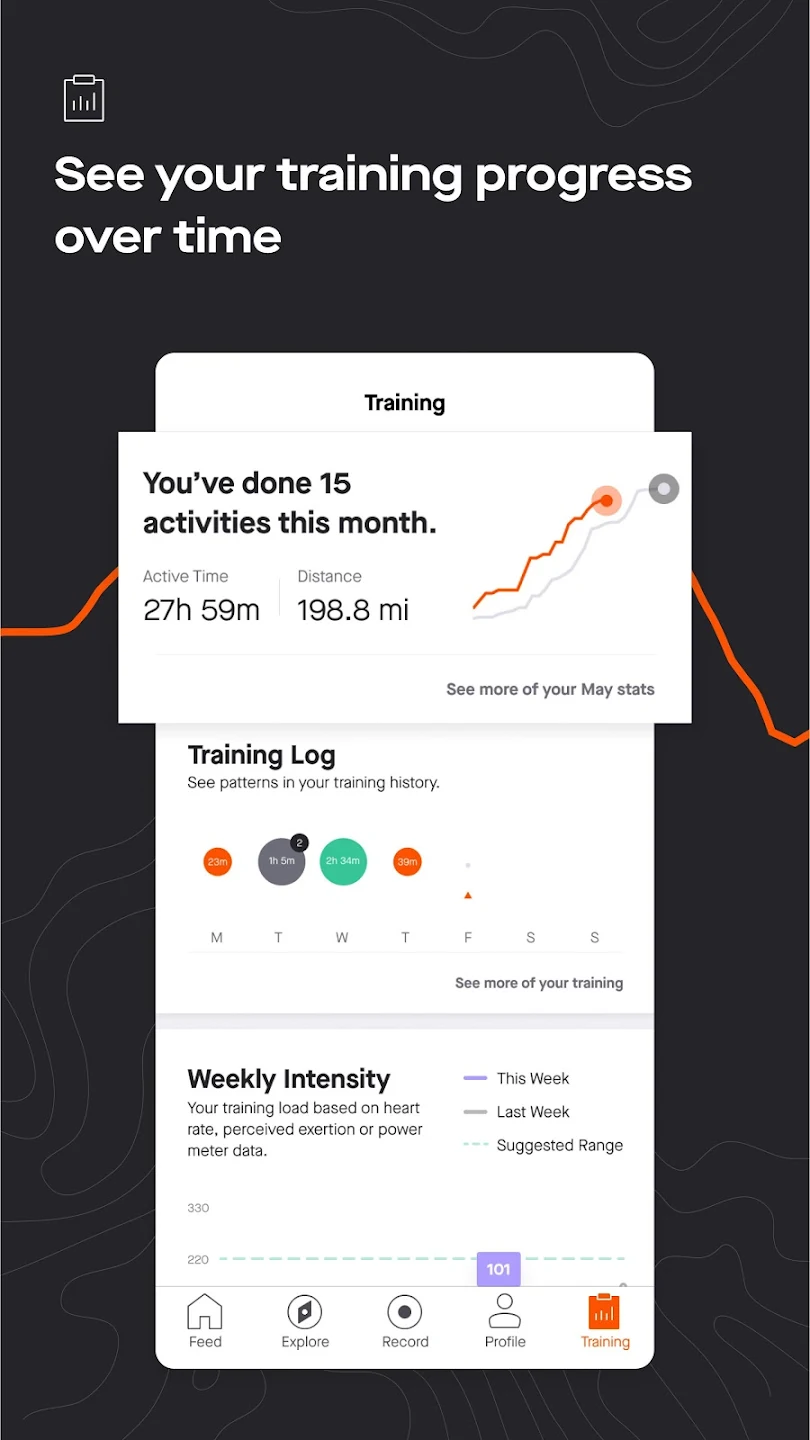 See your training progress
over time
Training
You've done 15
activities this month.
Active Time
Distance
27h 59m
198.8 mi
See more of your May stats
Training Log
See patterns in your training history.
2
23m
1h 5m
2h 34m
39m
M T W T F S S
See more of your training
Weekly Intensity
Your training load based on heart
rate, perceived exertion or power
meter data.
This Week
Last Week
Suggested Range
330
220
101
Feed
Explore
Record
Profile
Training